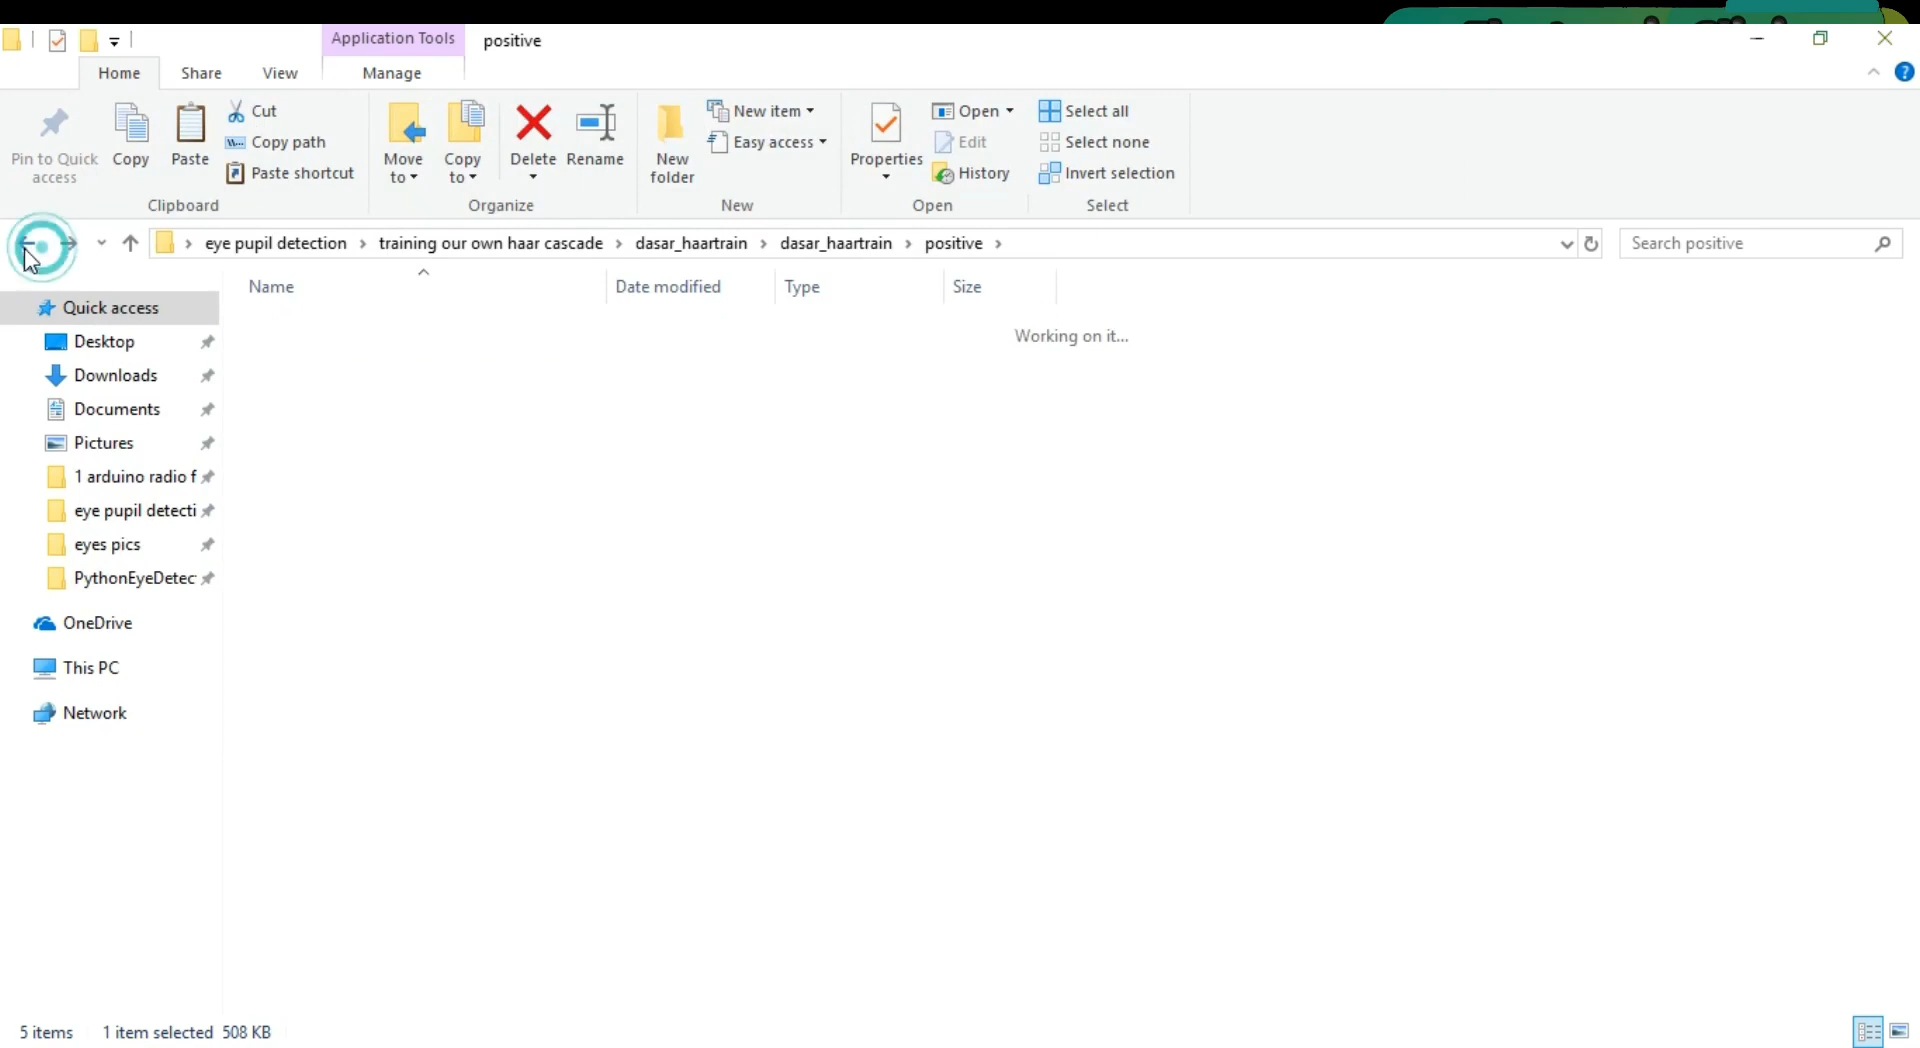 Application Tools
positive
Home
Share
View
Manage
Pin to Quick access
Copy
Paste
Cut
Copy path
Paste shortcut
Clipboard
Move to
Copy to
Delete
Rename
Organize
New folder
New item
Easy access
New
Properties
Open
Edit
History
Open
Select all
Select none
Invert selection
Select
eye pupil detection › training our own haar cascade › dasar_haartrain › dasar_haartrain › positive ›
Search positive
Name
Date modified
Type
Size
Working on it...
Quick access
Desktop
Downloads
Documents
Pictures
1 arduino radio f
eye pupil detecti
eyes pics
PythonEyeDetec
OneDrive
This PC
Network
5 items
1 item selected 508 KB